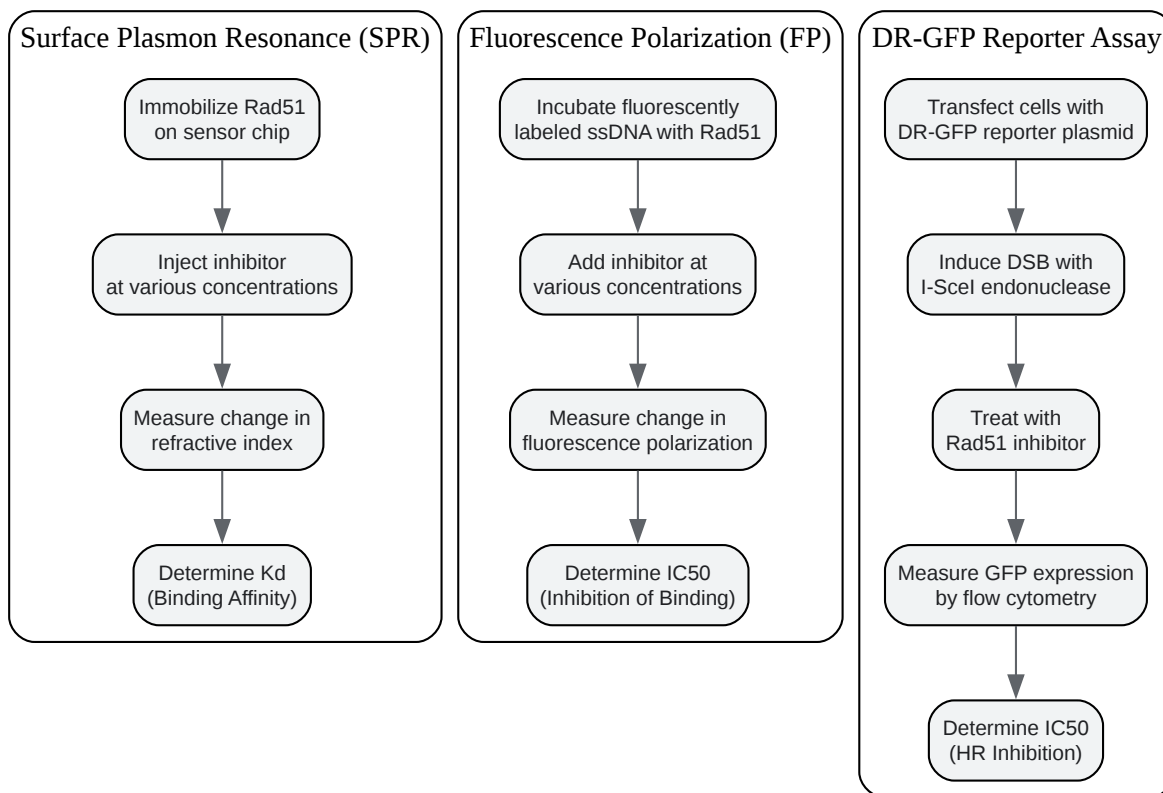 Surface Plasmon Resonance (SPR)
Immobilize Rad51
on sensor chip
Inject inhibitor
at various concentrations
Measure change in
refractive index
Determine Kd
(Binding Affinity)
Fluorescence Polarization (FP)
Incubate fluorescently
labeled ssDNA with Rad51
Add inhibitor at
various concentrations
Measure change in
fluorescence polarization
Determine IC50
(Inhibition of Binding)
DR-GFP Reporter Assay
Transfect cells with
DR-GFP reporter plasmid
Induce DSB with
I-SceI endonuclease
Treat with
Rad51 inhibitor
Measure GFP expression
by flow cytometry
Determine IC50
(HR Inhibition)